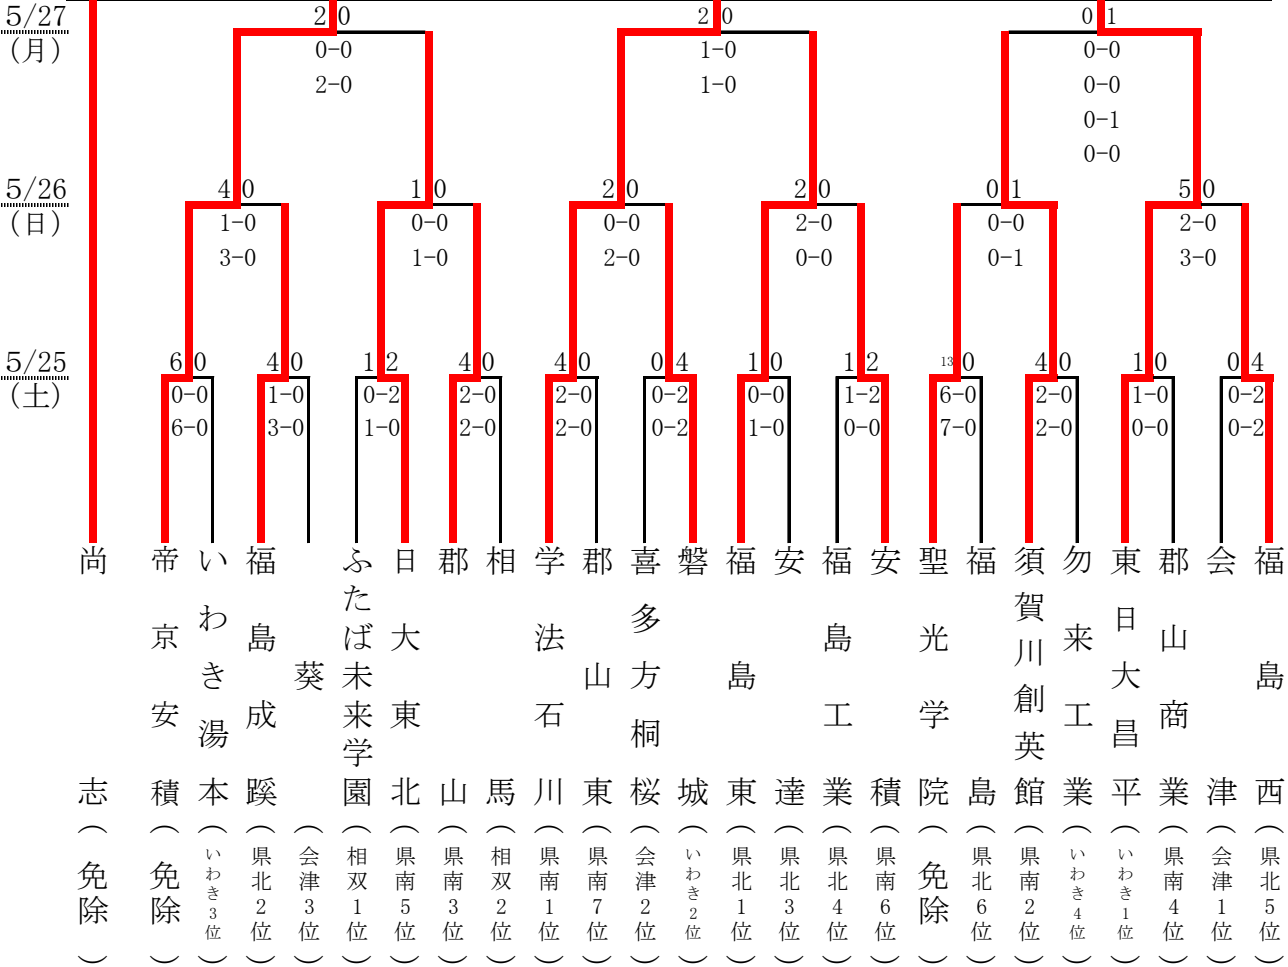 5/27
(月)
2 0
0-0
2-0
2 0
1-0
1-0
0 1
0-0
0-0
0-1
0-0
5/26
(日)
4 0
1-0
3-0
1 0
0-0
1-0
2 0
0-0
2-0
2 0
2-0
0-0
0 1
0-0
0-1
5 0
2-0
3-0
5/25
(土)
6 0
0-0
6-0
4 0
1-0
3-0
1 2
0-2
1-0
4 0
2-0
2-0
4 0
2-0
2-0
0 4
0-2
0-2
1 0
0-0
1-0
1 2
1-2
0-0
13 0
6-0
7-0
4 0
2-0
2-0
1 0
1-0
0-0
0 4
0-2
0-2
尚志(免除)
帝京安積(免除)
いわき湯本(いわき3位)
福島成蹊(県北2位)
葵(会津3位)
ふたば未来学園(相双1位)
日大東北(県南5位)
郡山(県南3位)
相馬(相双2位)
学法石川(県南1位)
郡山東(県南7位)
喜多方桐桜(会津2位)
磐城(いわき2位)
福島東(県北1位)
安達(県北3位)
福島工業(県北4位)
安積(県南6位)
聖光学院(免除)
福島(県北6位)
須賀川創英館(県南2位)
勿来工業(いわき4位)
東日大昌平(いわき1位)
郡山商業(県南4位)
会津(会津1位)
福島西(県北5位)